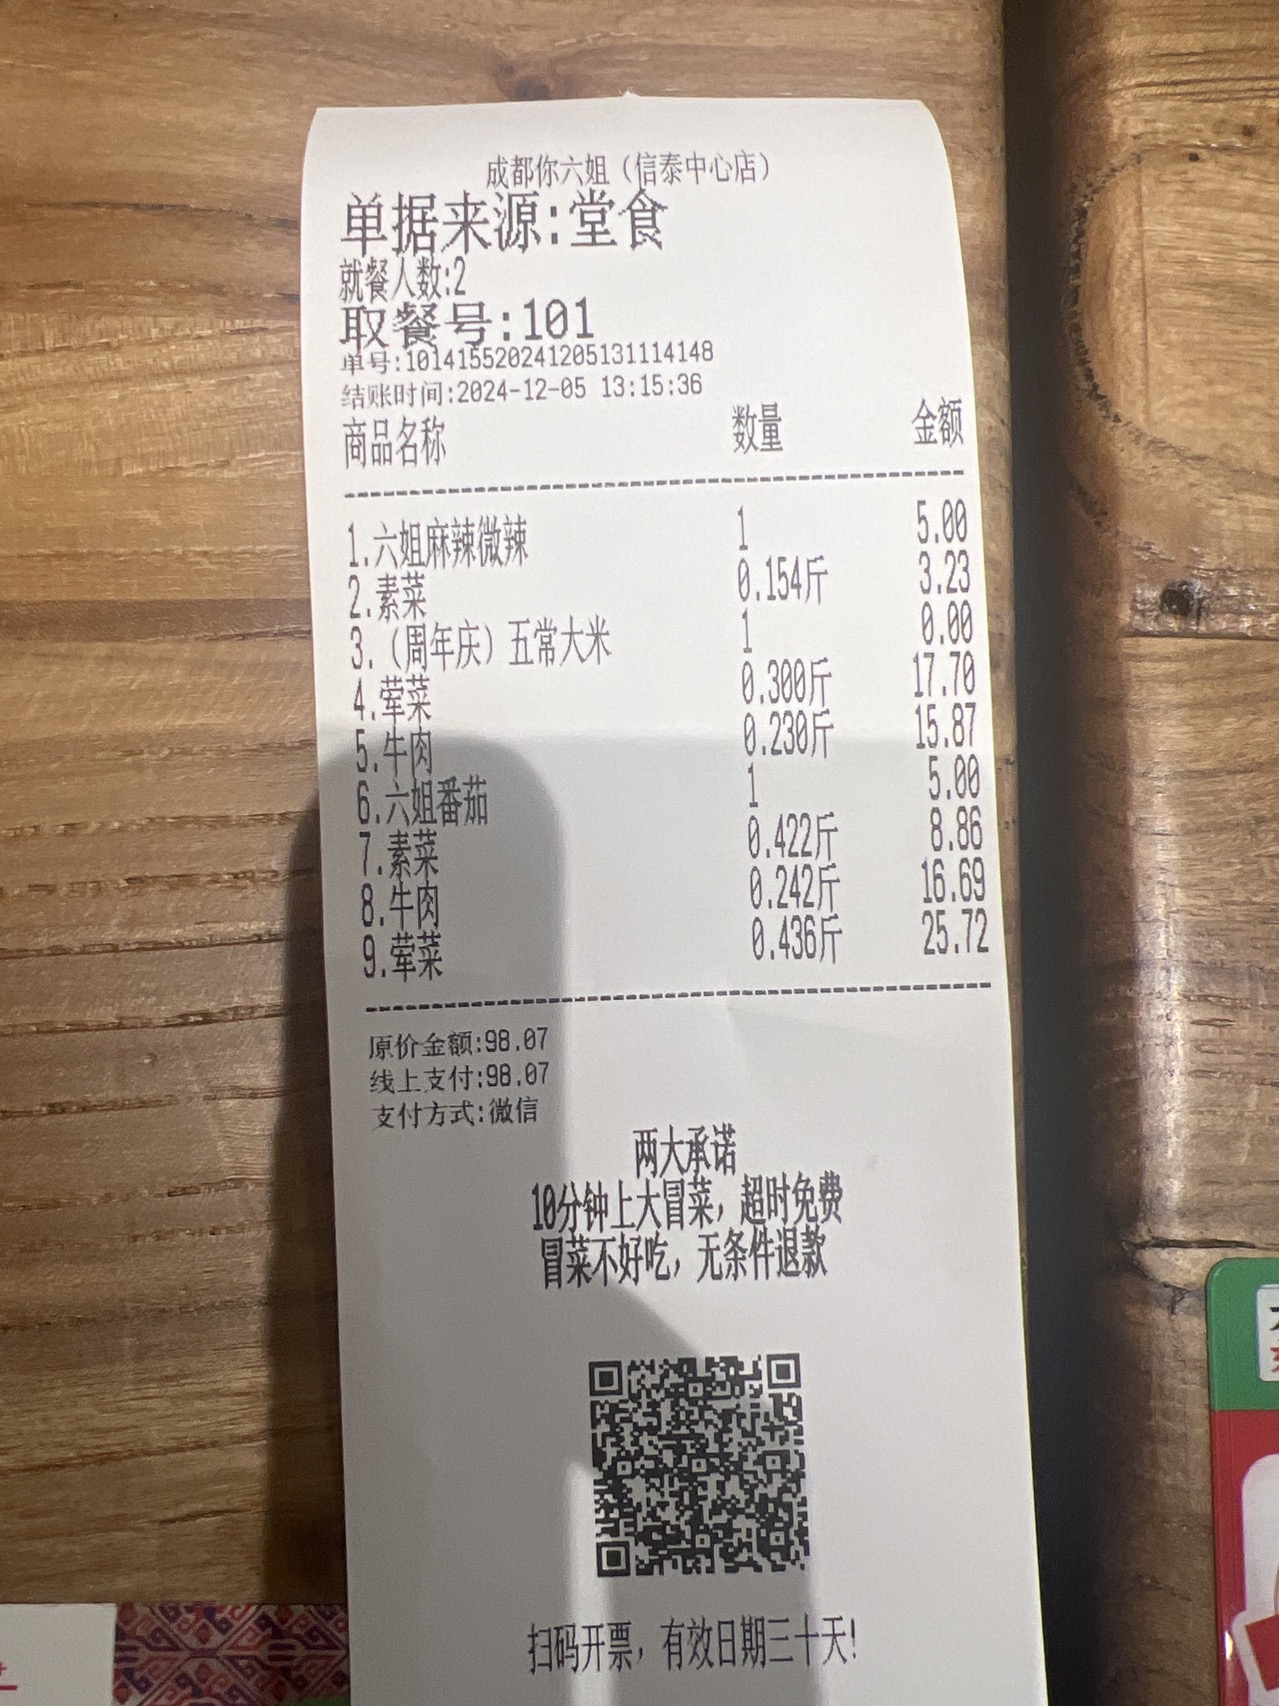 成都你六姐（信泰中心店）
单据来源:堂食
就餐人数:2
取餐号:101
单号:101415520241205131114148
结账时间:2024-12-05 13:15:36
商品名称 数量 金额
1.六姐麻辣微辣 1 5.00
2.素菜 0.154斤 3.23
3.（周年庆）五常大米 1 0.00
4.荤菜 0.300斤 17.70
5.牛肉 0.230斤 15.87
6.六姐番茄 1 5.00
7.素菜 0.422斤 8.86
8.牛肉 0.242斤 16.69
9.荤菜 0.436斤 25.72
原价金额:98.07
线上支付:98.07
支付方式:微信
两大承诺
10分钟上大冒菜，超时免费
冒菜不好吃，无条件退款
扫码开票，有效日期三十天!